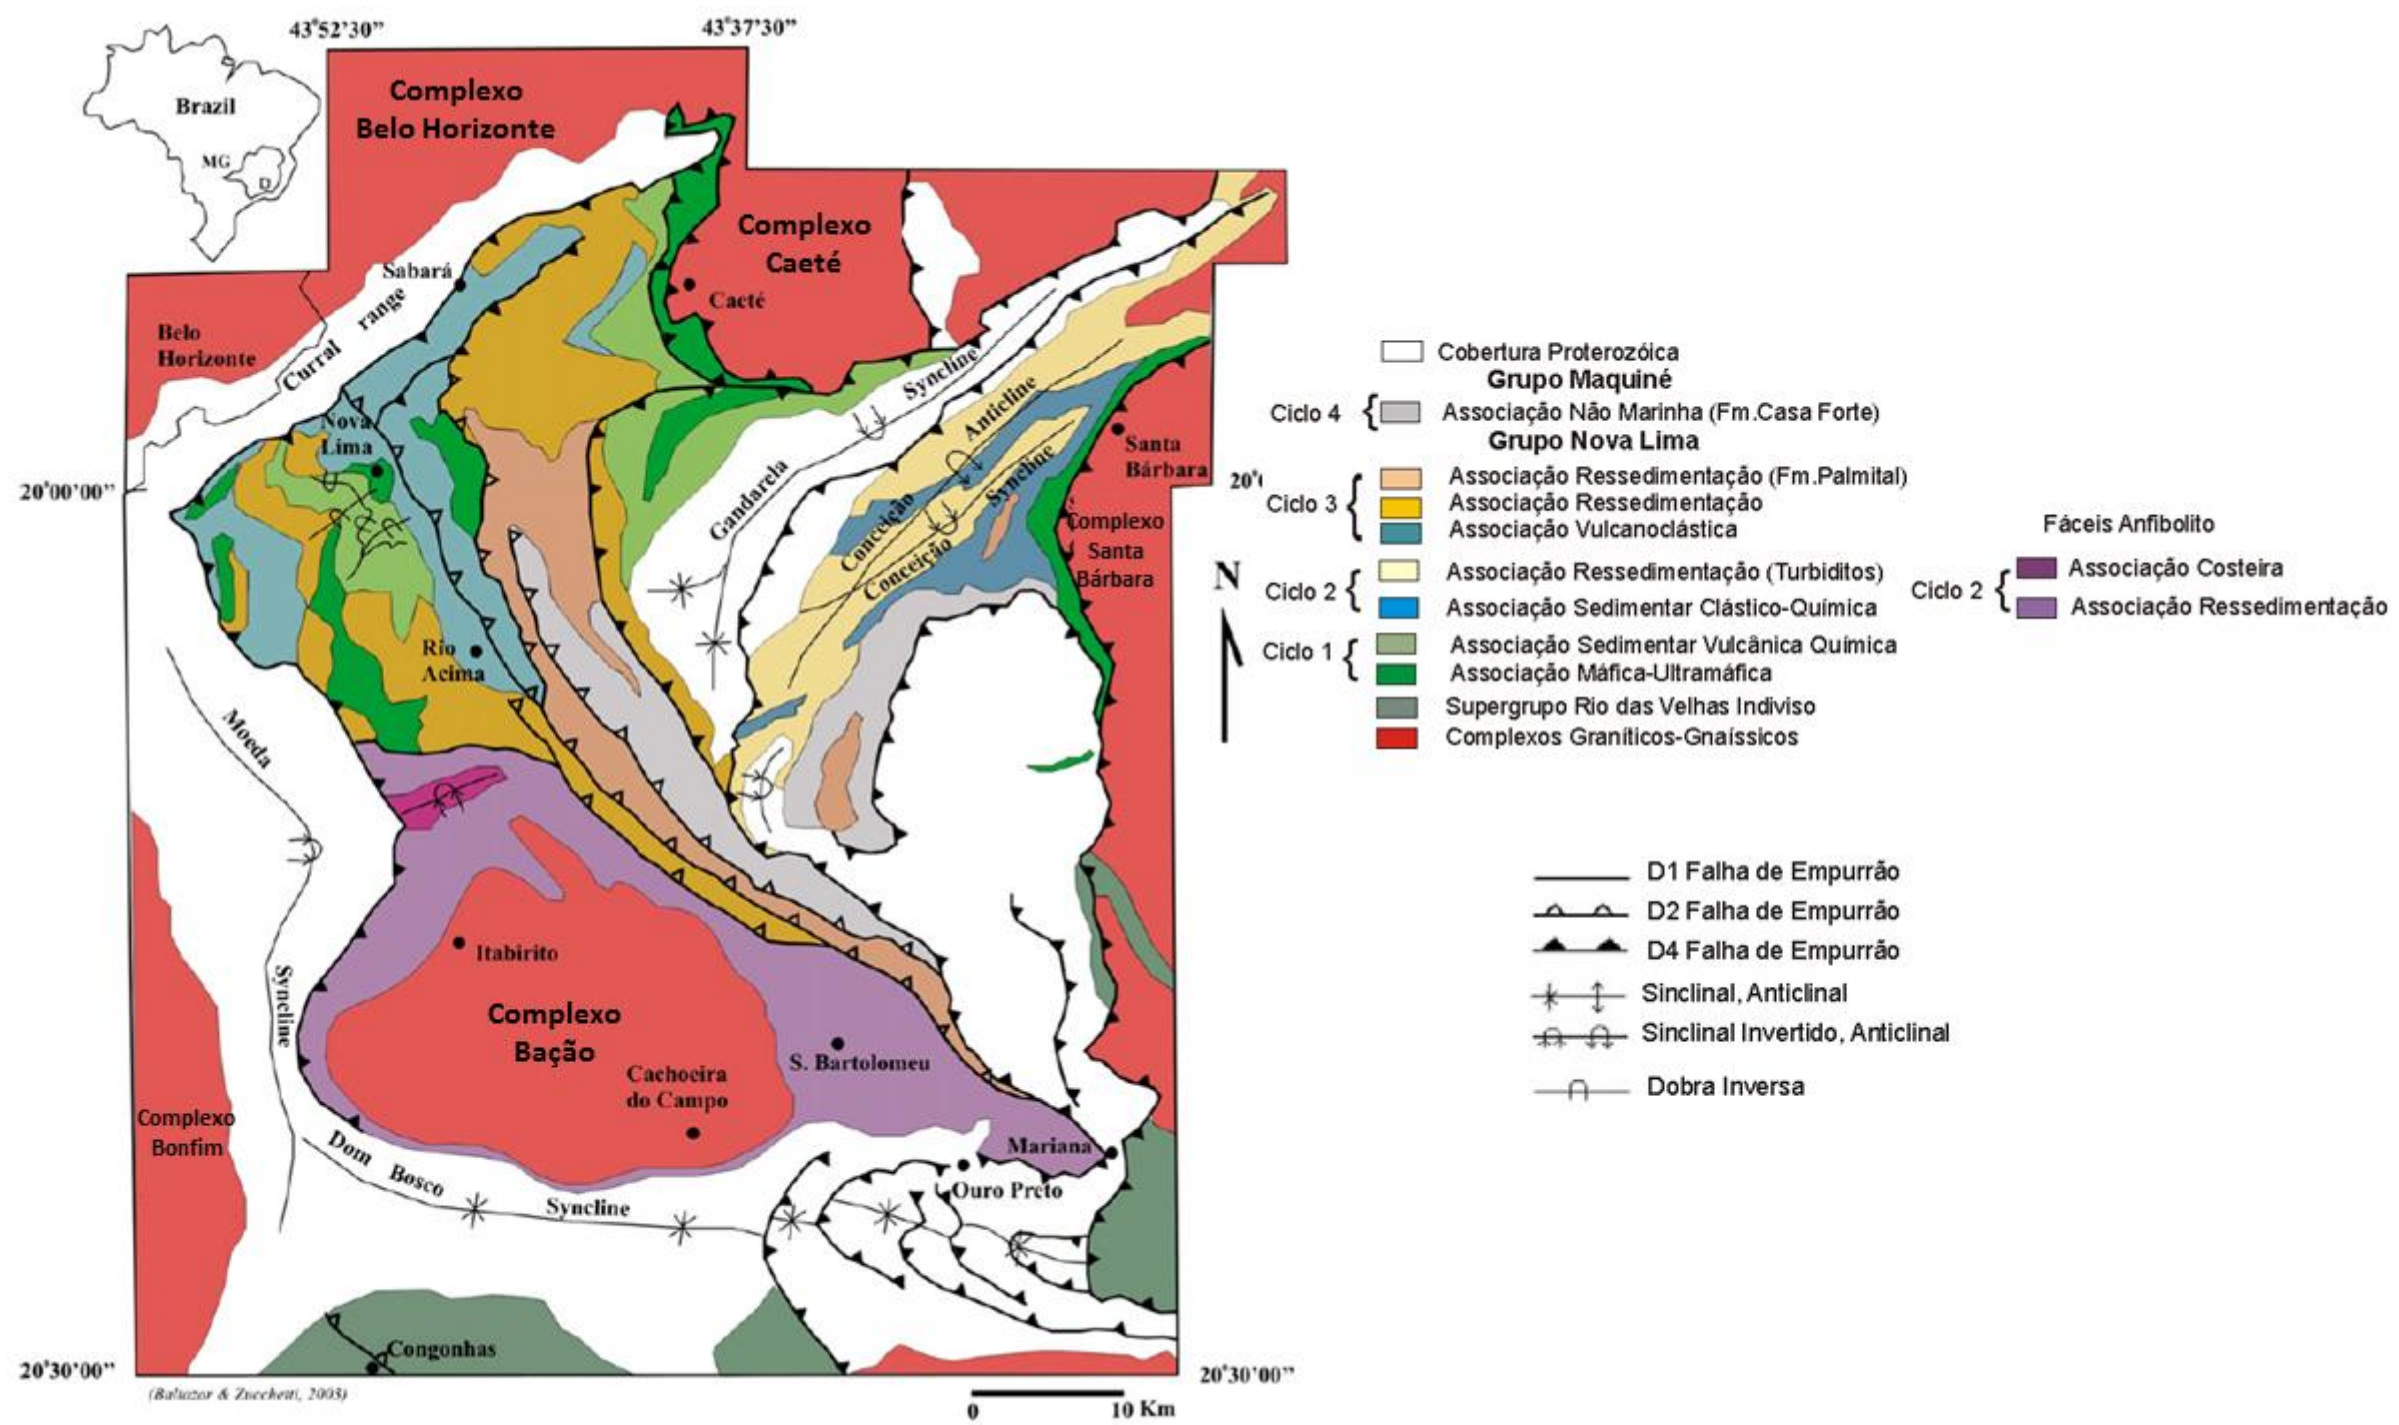 43°52'30"
43°37'30"
Brazil
MG
Complexo
Belo Horizonte
Complexo
Caeté
Sabará
Caeté
Belo
Horizonte
Curral
range
Nova
Lima
Gandarela
Syncline
Conceição
Anticline
Conceição
Syncline
Santa
Bárbara
20°00'00"
20°0
Complexo
Santa
Bárbara
Rio
Acima
Moeda
Syncline
Itabirito
Complexo
Bação
Cachoeira
do Campo
S. Bartolomeu
Complexo
Bonfim
Dom Bosco
Syncline
Mariana
Ouro Preto
Congonhas
20°30'00"
20°30'00"
(Baltazar & Zucchetti, 2003)
0 10 Km
N
Cobertura Proterozóica
Grupo Maquiné
Ciclo 4 { Associação Não Marinha (Fm.Casa Forte)
Grupo Nova Lima
Associação Ressedimentação (Fm.Palmital)
Ciclo 3 { Associação Ressedimentação
Associação Vulcanoclástica
Associação Ressedimentação (Turbiditos)
Ciclo 2 {
Associação Sedimentar Clástico-Química
Associação Sedimentar Vulcânica Química
Ciclo 1 {
Associação Máfica-Ultramáfica
Supergrupo Rio das Velhas Indiviso
Complexos Graníticos-Gnaíssicos
Fáceis Anfibolito
Associação Costeira
Ciclo 2 {
Associação Ressedimentação
D1 Falha de Empurrão
D2 Falha de Empurrão
D4 Falha de Empurrão
Sinclinal, Anticlinal
Sinclinal Invertido, Anticlinal
Dobra Inversa